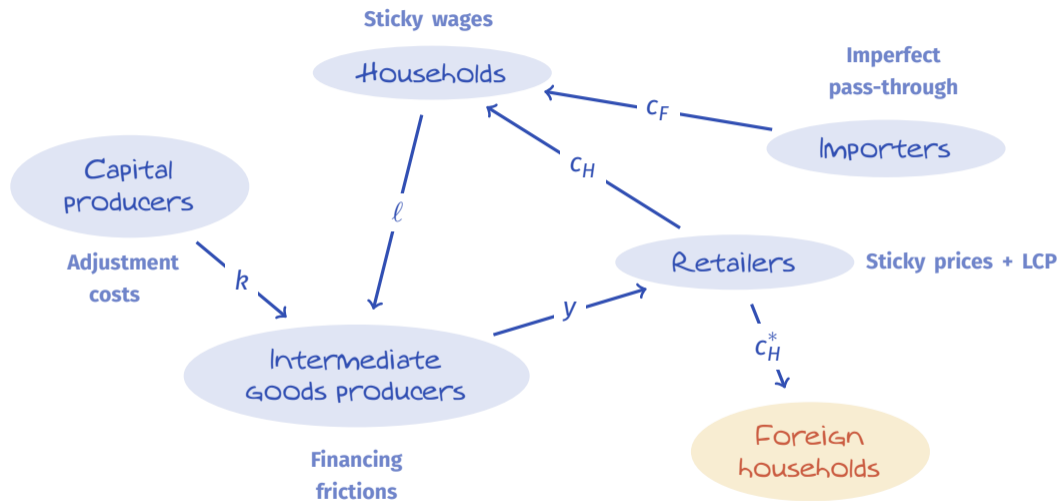 Sticky wages
Households
Imperfect
pass-through
c_F
Importers
c_H
Capital
producers
ℓ
Adjustment
costs
k
Retailers
Sticky prices + LCP
y
c_H^*
Intermediate
goods producers
Foreign
households
Financing
frictions